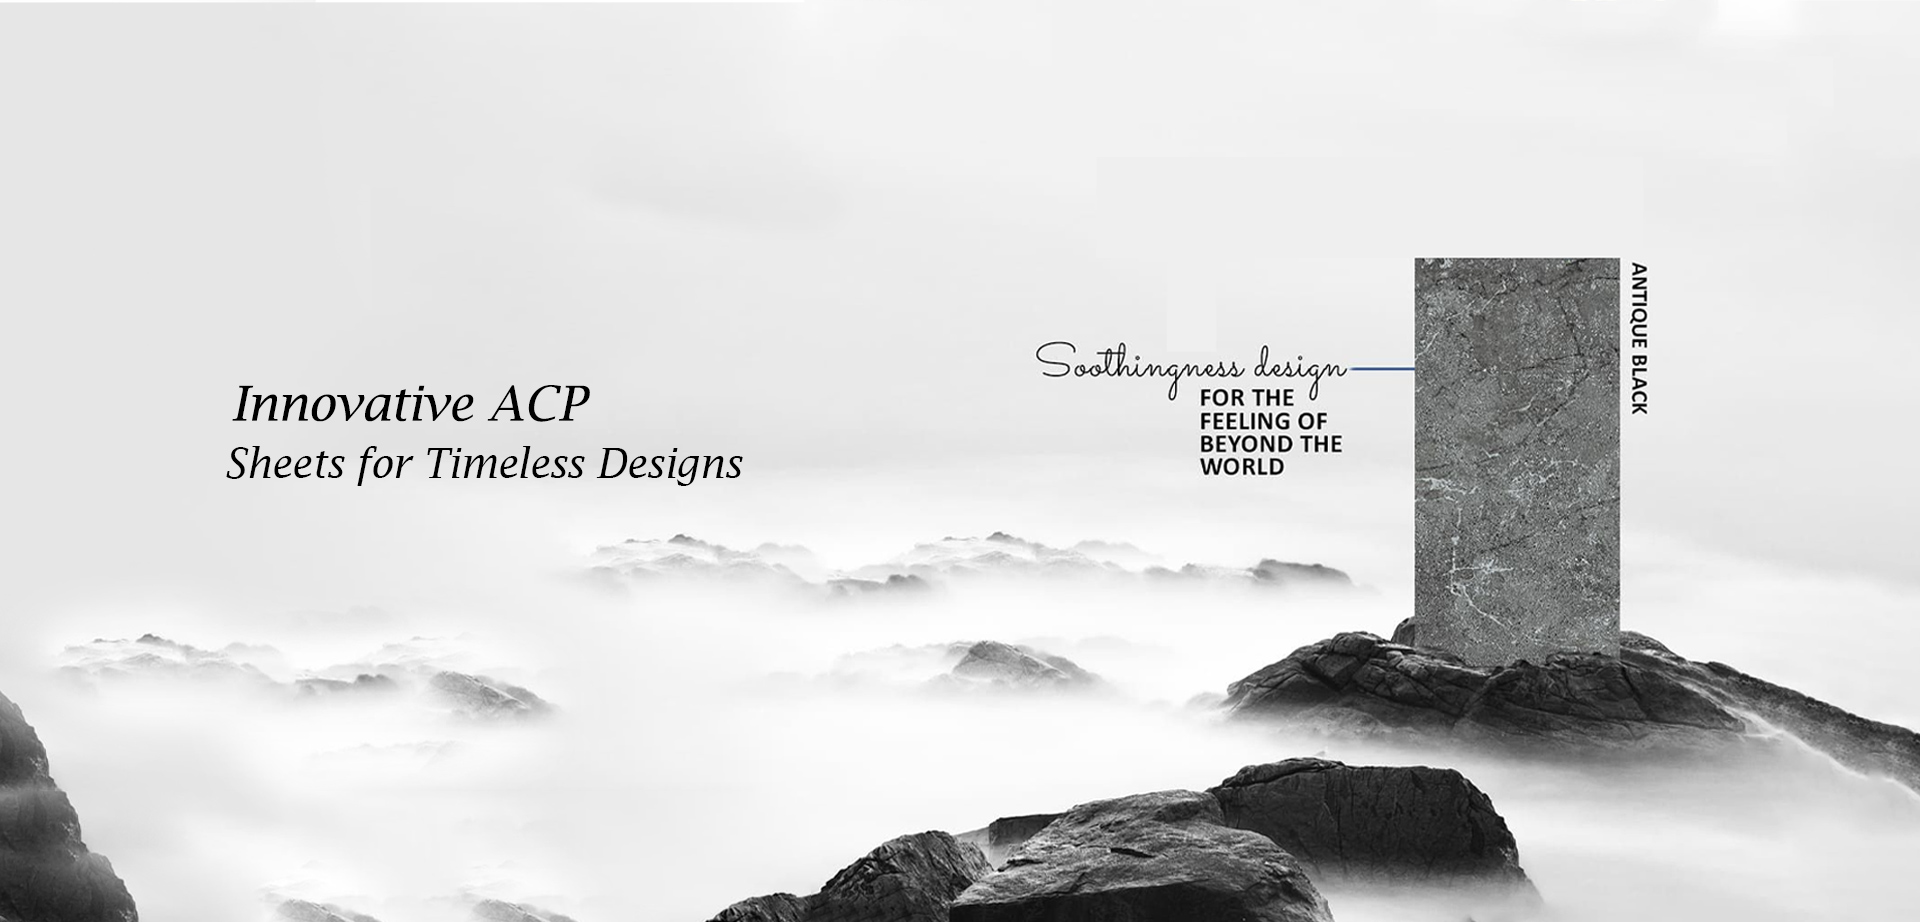 Innovative ACP
Sheets for Timeless Designs
Soothingness design
FOR THE
FEELING OF
BEYOND THE
WORLD
ANTIQUE BLACK